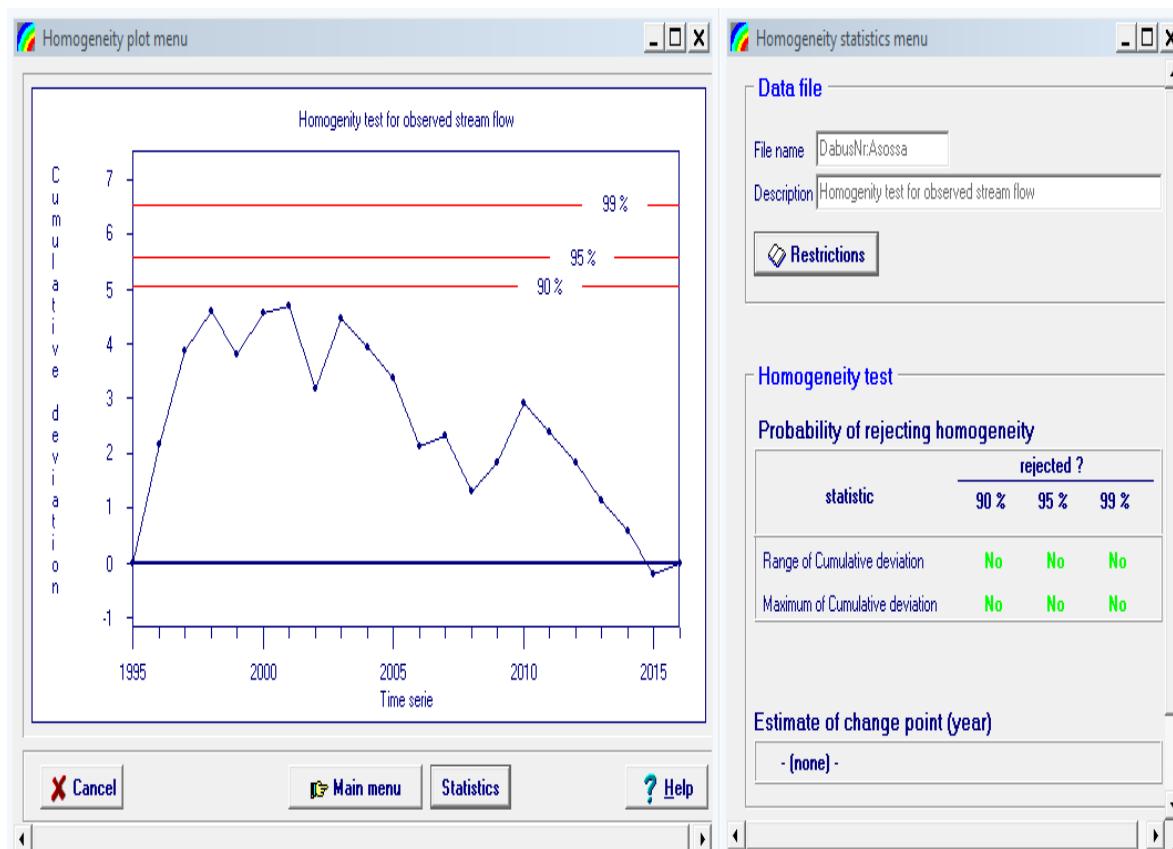 Homogeneity plot menu
Homogenity test for observed stream flow
Cumulative deviation
7
6
5
4
3
2
1
0
-1
99 %
95 %
90 %
1995
2000
2005
2010
2015
Time serie
Cancel
Main menu
Statistics
? Help
Homogeneity statistics menu
Data file
File name DabusNr.Asossa
Description Homogenity test for observed stream flow
Restrictions
Homogeneity test
Probability of rejecting homogeneity
rejected ?
statistic 90 % 95 % 99 %
Range of Cumulative deviation No No No
Maximum of Cumulative deviation No No No
Estimate of change point (year)
- (none) -